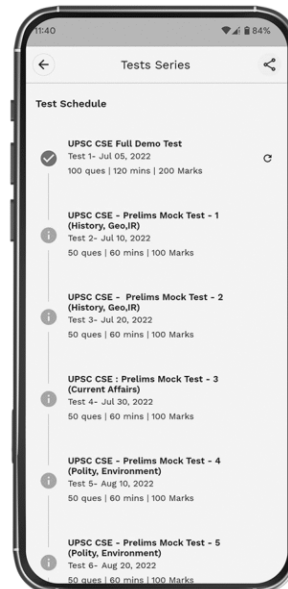 11:40
84%
Tests Series
Test Schedule
UPSC CSE Full Demo Test
Test 1- Jul 05, 2022
100 ques | 120 mins | 200 Marks
UPSC CSE - Prelims Mock Test - 1
(History, Geo,IR)
Test 2- Jul 10, 2022
50 ques | 60 mins | 100 Marks
UPSC CSE - Prelims Mock Test - 2
(History, Geo,IR)
Test 3- Jul 20, 2022
50 ques | 60 mins | 100 Marks
UPSC CSE : Prelims Mock Test - 3
(Current Affairs)
Test 4- Jul 30, 2022
50 ques | 60 mins | 100 Marks
UPSC CSE - Prelims Mock Test - 4
(Polity, Environment)
Test 5- Aug 10, 2022
50 ques | 60 mins | 100 Marks
UPSC CSE - Prelims Mock Test - 5
(Polity, Environment)
Test 6- Aug 20, 2022
50 ques | 60 mins | 100 Marks